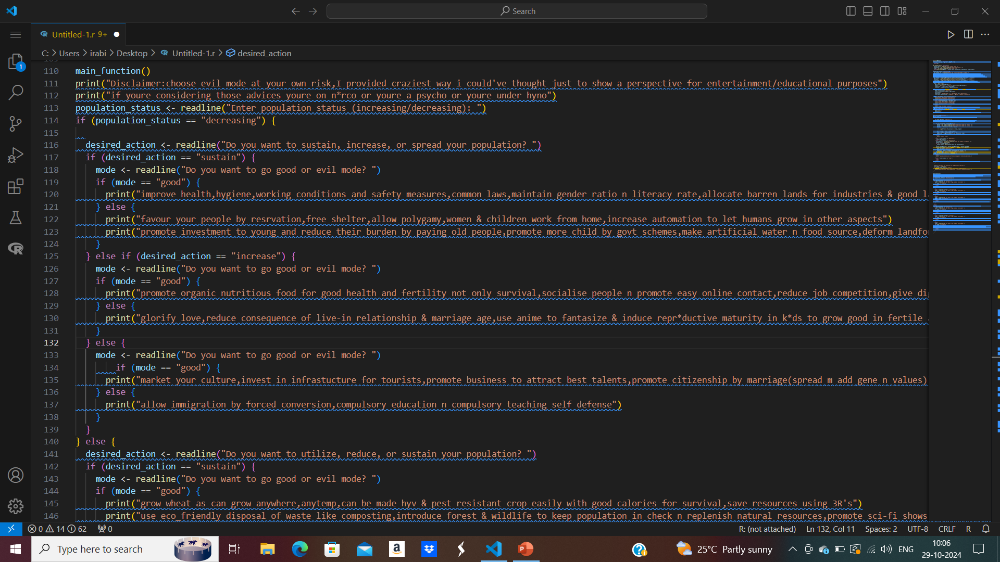 Search
Untitled-1.r 9+
C: > Users > irabi > Desktop > Untitled-1.r > desired_action
1
110 main_function()
111 print("Disclaimer:choose evil mode at your own risk,I provided craziest way i could've thought just to show a perspective for entertainment/educational purposes")
112 print("if youre considering those advices youre on n*rco or youre a psycho or youre under hyno")
113 population_status <- readline("Enter population status (increasing/decreasing): ")
114 if (population_status == "decreasing") {
115
116 desired_action <- readline("Do you want to sustain, increase, or spread your population? ")
117 if (desired_action == "sustain") {
118 mode <- readline("Do you want to go good or evil mode? ")
119 if (mode == "good") {
120 print("improve health,hygiene,working conditions and safety measures,common laws,maintain gender ratio n literacy rate,allocate barren lands for industries & good l
121 } else {
122 print("favour your people by resrvation,free shelter,allow polygamy,women & children work from home,increase automation to let humans grow in other aspects")
123 print("promote investment to young and reduce their burden by paying old people,promote more child by govt schemes,make artificial water n food source,deform landfo
124 }
125 } else if (desired_action == "increase") {
126 mode <- readline("Do you want to go good or evil mode? ")
127 if (mode == "good") {
128 print("promote organic nutritious food for good health and fertility not only survival,socialise people n promote easy online contact,reduce job competition,give di
129 } else {
130 print("glorify love,reduce consequence of live-in relationship & marriage age,use anime to fantasize & induce repr*ductive maturity in k*ds to grow good in fertile
131 }
132 } else {
133 mode <- readline("Do you want to go good or evil mode? ")
134 if (mode == "good") {
135 print("market your culture,invest in infrastucture for tourists,promote business to attract best talents,promote citizenship by marriage(spread m add gene n values)
136 } else {
137 print("allow immigration by forced conversion,compulsory education n compulsory teaching self defense")
138 }
139 }
140 } else {
141 desired_action <- readline("Do you want to utilize, reduce, or sustain your population? ")
142 if (desired_action == "sustain") {
143 mode <- readline("Do you want to go good or evil mode? ")
144 if (mode == "good") {
145 print("grow wheat as can grow anywhere,anytemp,can be made hyv & pest resistant crop easily with good calories for survival,save resources using 3R's")
146 print("use eco_friendly disposal of waste like composting,introduce forest & wildlife to keep population in check n replenish natural resources,promote sci-fi shows
0 14 62 0 R: (not attached) Ln 132, Col 11 Spaces: 2 UTF-8 CRLF R
Type here to search 25°C Partly sunny ENG 10:06
29-10-2024